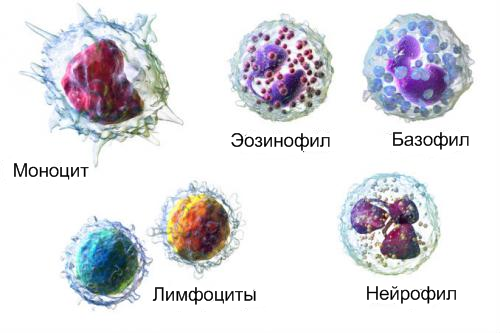 Эозинофил
Базофил
Моноцит
Лимфоциты
Нейрофил